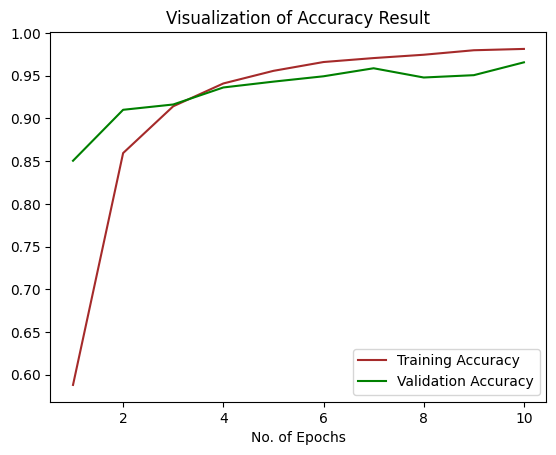 Visualization of Accuracy Result
1.00
0.95
0.90
0.85
0.80
0.75
0.70
0.65
0.60
Training Accuracy
Validation Accuracy
2 4 6 8 10
No. of Epochs